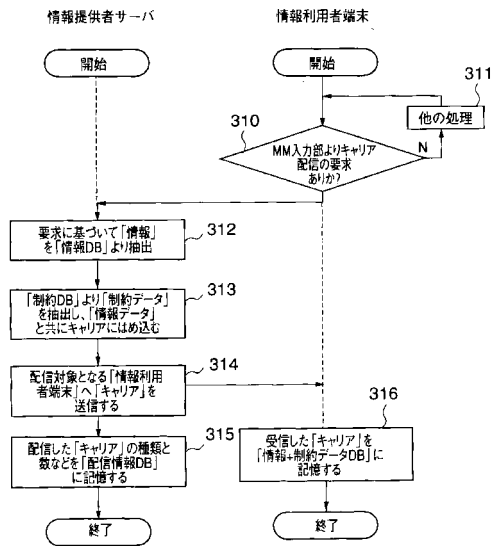 情報提供者サーバ
情報利用者端末
開始
開始
311
他の処理
310
MM入力部よりキャリア
配信の要求
ありか?
N
要求に基づいて「情報」
を「情報DB」より抽出
312
「制約DB」より「制約データ」
を抽出し、「情報データ」
と共にキャリアにはめ込む
313
配信対象となる「情報利用
者端末」へ「キャリア」を
送信する
314
配信した「キャリア」の種類と
数などを「配信情報DB」
に記憶する
315
316
受信した「キャリア」を
「情報+制約データDB」に
記憶する
終了
終了